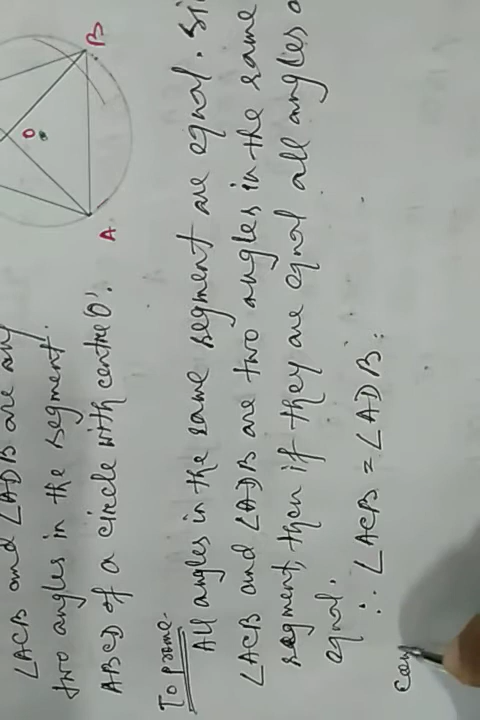 ∠ACB and ∠ADB are any
two angles in the segment
ABCD of a circle with centre 'O'.
To prove-
All angles in the same segment are equal.
∠ACB and ∠ADB are two angles in the same
segment, then if they are equal all angles
equal.
∴ ∠ACB = ∠ADB.
B
O
A